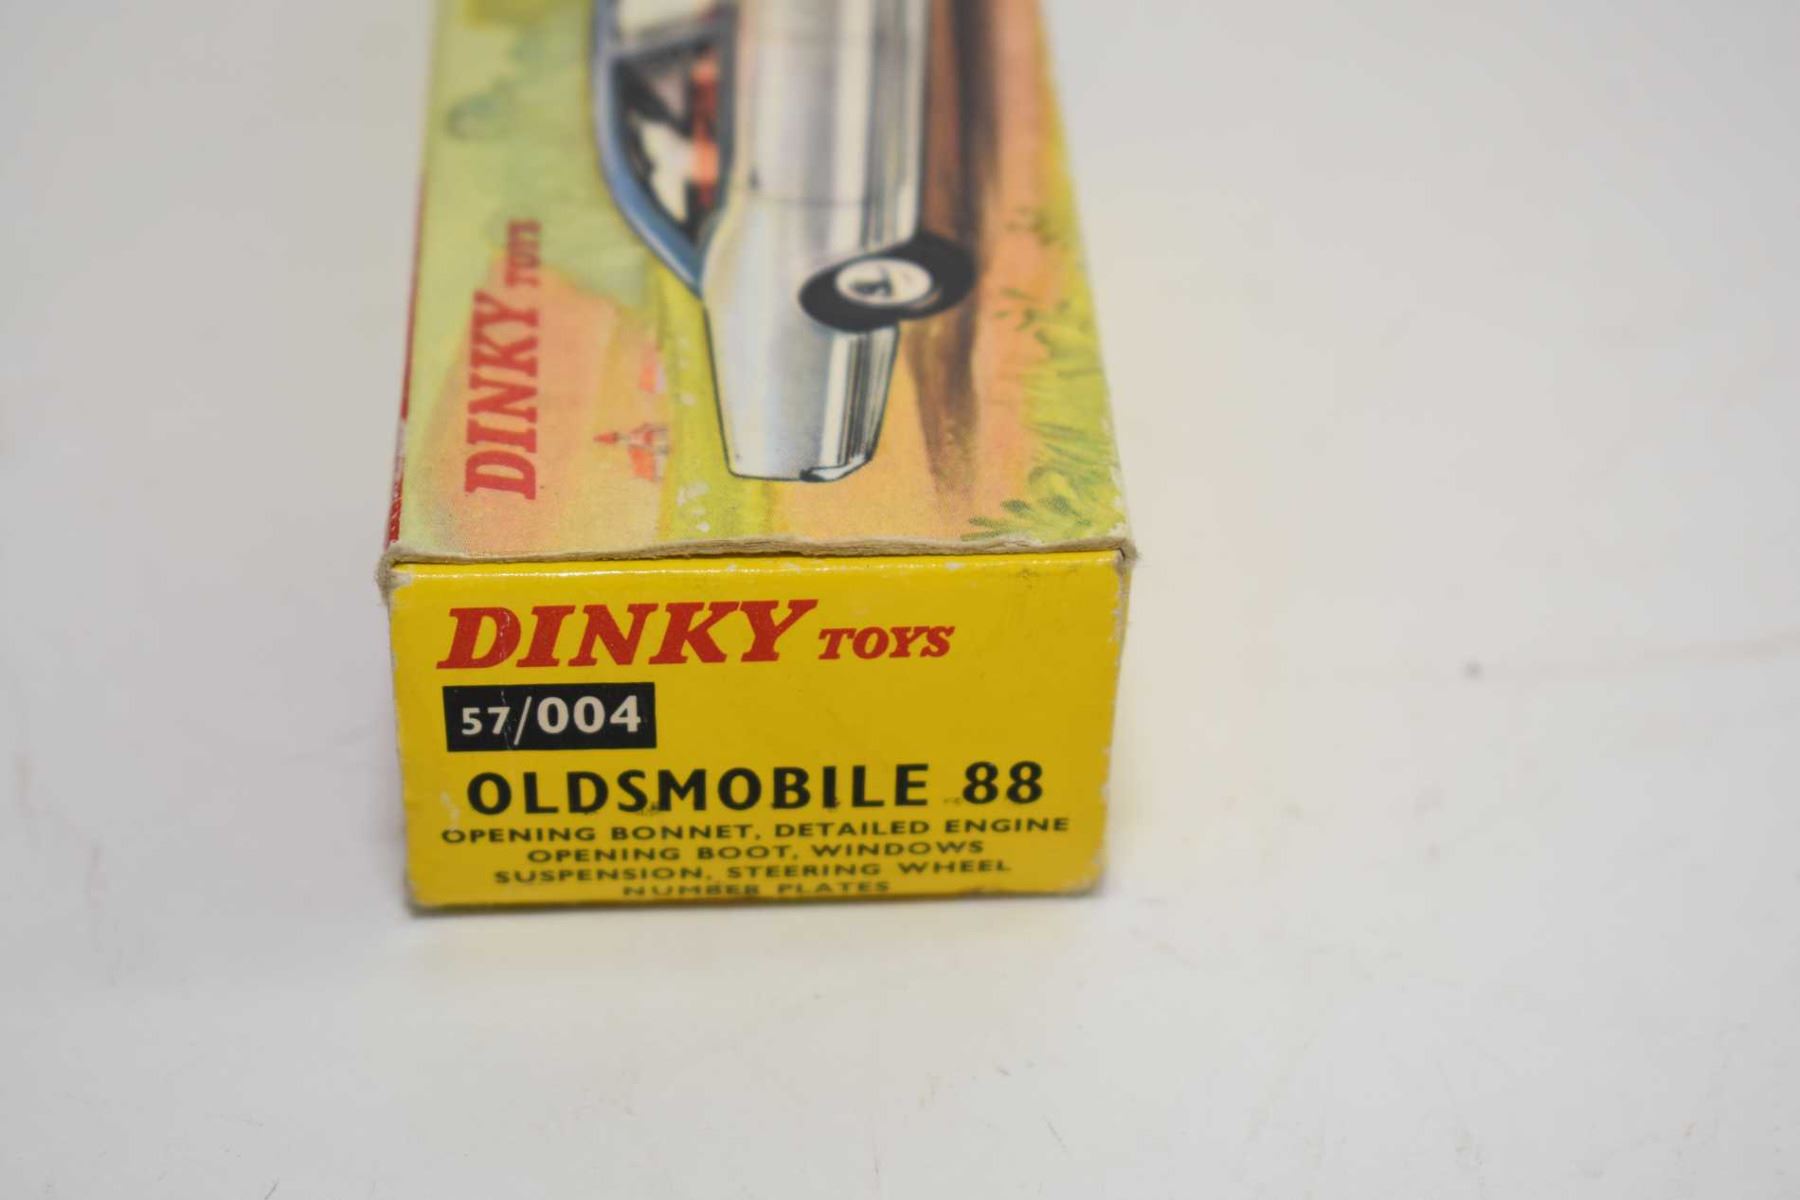 DINKY TOYS
DINKY TOYS
57/004
OLDSMOBILE 88
OPENING BONNET, DETAILED ENGINE
OPENING BOOT, WINDOWS
SUSPENSION, STEERING WHEEL
NUMBER PLATES